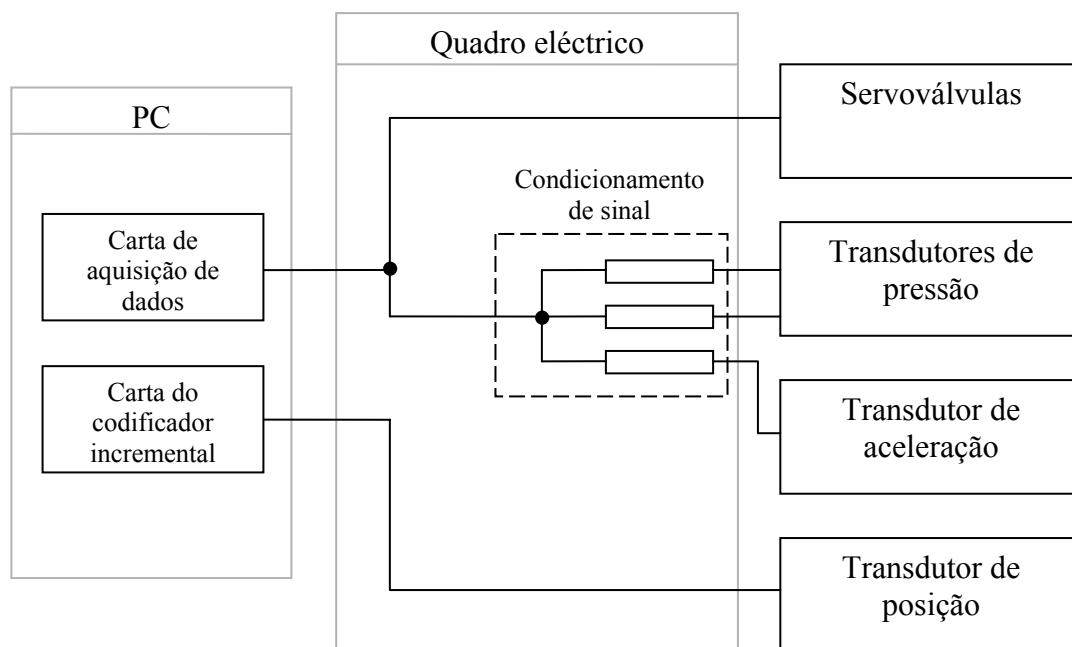 Quadro eléctrico
PC
Servoválvulas
Condicionamento
de sinal
Carta de
aquisição de
dados
Transdutores de
pressão
Carta do
codificador
incremental
Transdutor de
aceleração
Transdutor de
posição